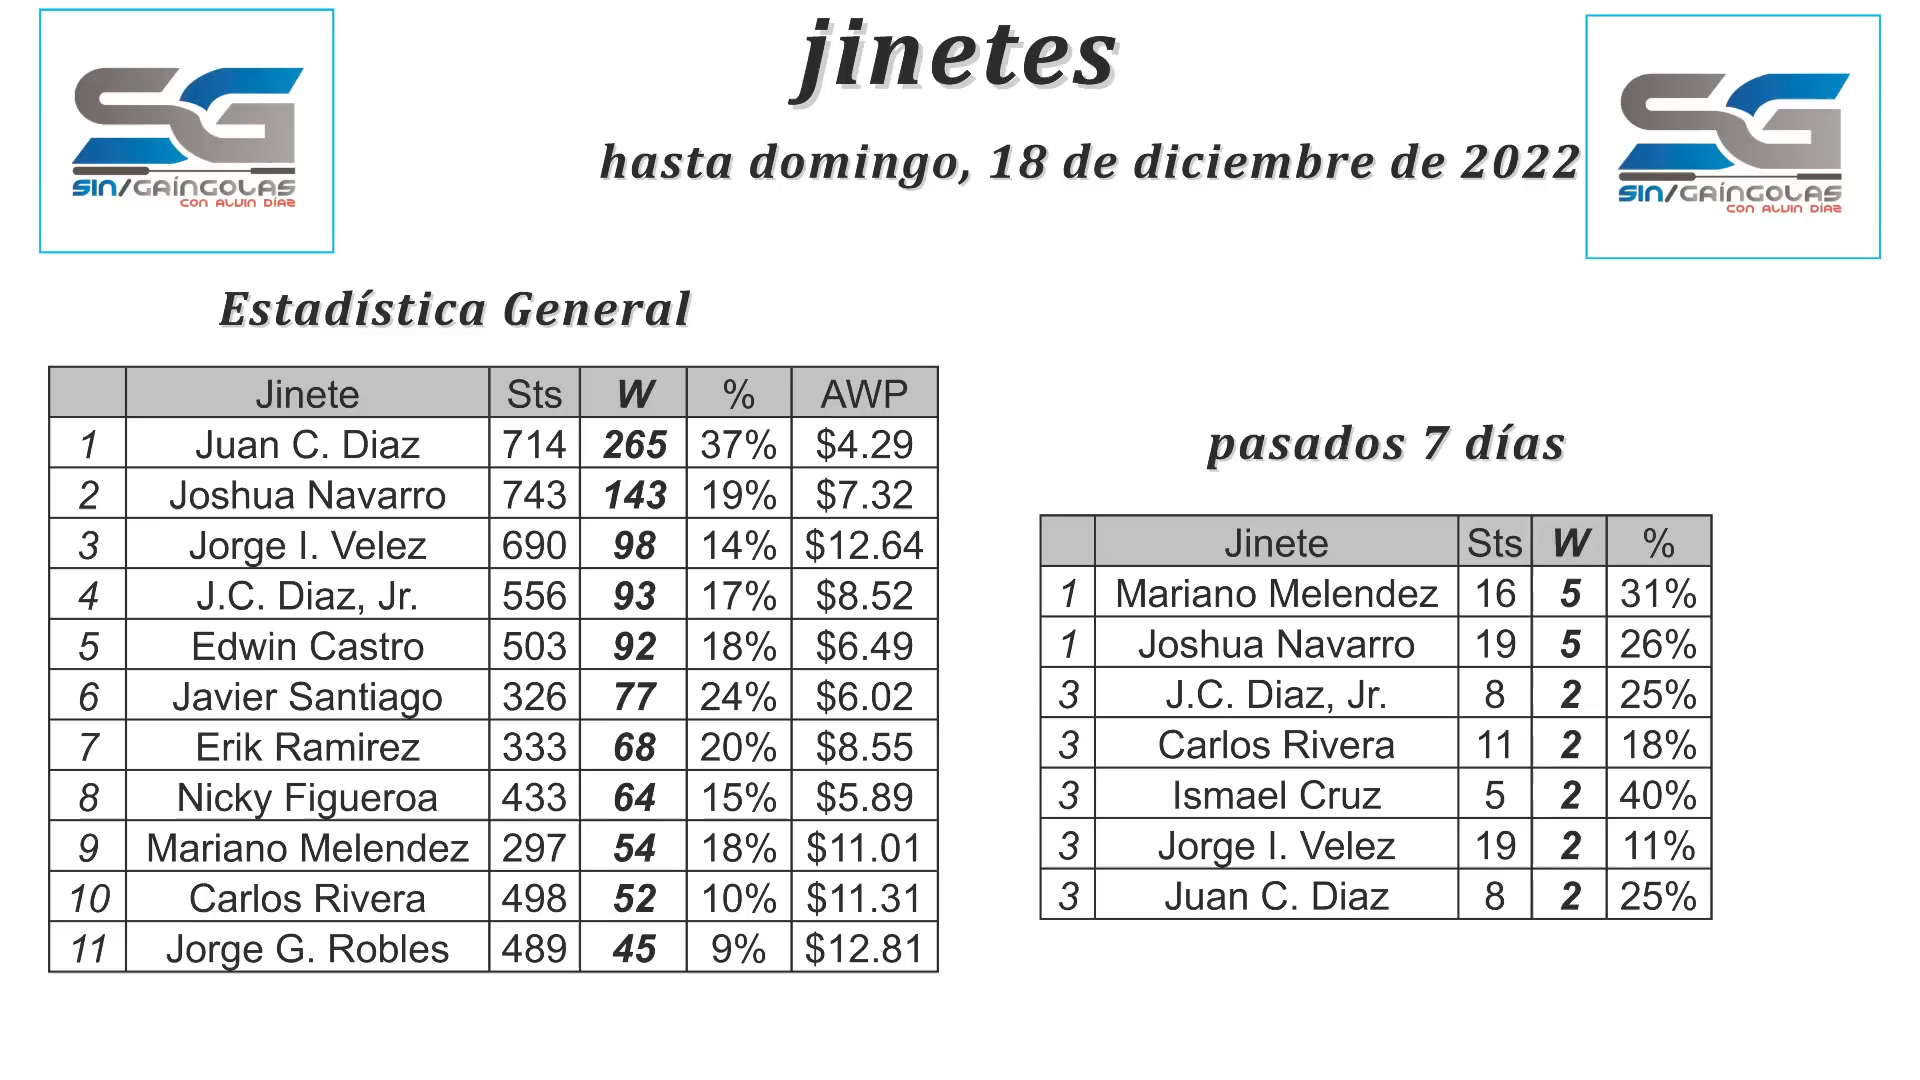 SG
SIN/GRÍNGOLAS
CON ALVIN DÍAZ
jinetes
hasta domingo, 18 de diciembre de 2022
SG
SIN/GRÍNGOLAS
CON ALVIN DÍAZ
Estadística General
Jinete Sts W % AWP
1 Juan C. Diaz 714 265 37% $4.29
2 Joshua Navarro 743 143 19% $7.32
3 Jorge I. Velez 690 98 14% $12.64
4 J.C. Diaz, Jr. 556 93 17% $8.52
5 Edwin Castro 503 92 18% $6.49
6 Javier Santiago 326 77 24% $6.02
7 Erik Ramirez 333 68 20% $8.55
8 Nicky Figueroa 433 64 15% $5.89
9 Mariano Melendez 297 54 18% $11.01
10 Carlos Rivera 498 52 10% $11.31
11 Jorge G. Robles 489 45 9% $12.81
pasados 7 días
Jinete Sts W %
1 Mariano Melendez 16 5 31%
1 Joshua Navarro 19 5 26%
3 J.C. Diaz, Jr. 8 2 25%
3 Carlos Rivera 11 2 18%
3 Ismael Cruz 5 2 40%
3 Jorge I. Velez 19 2 11%
3 Juan C. Diaz 8 2 25%